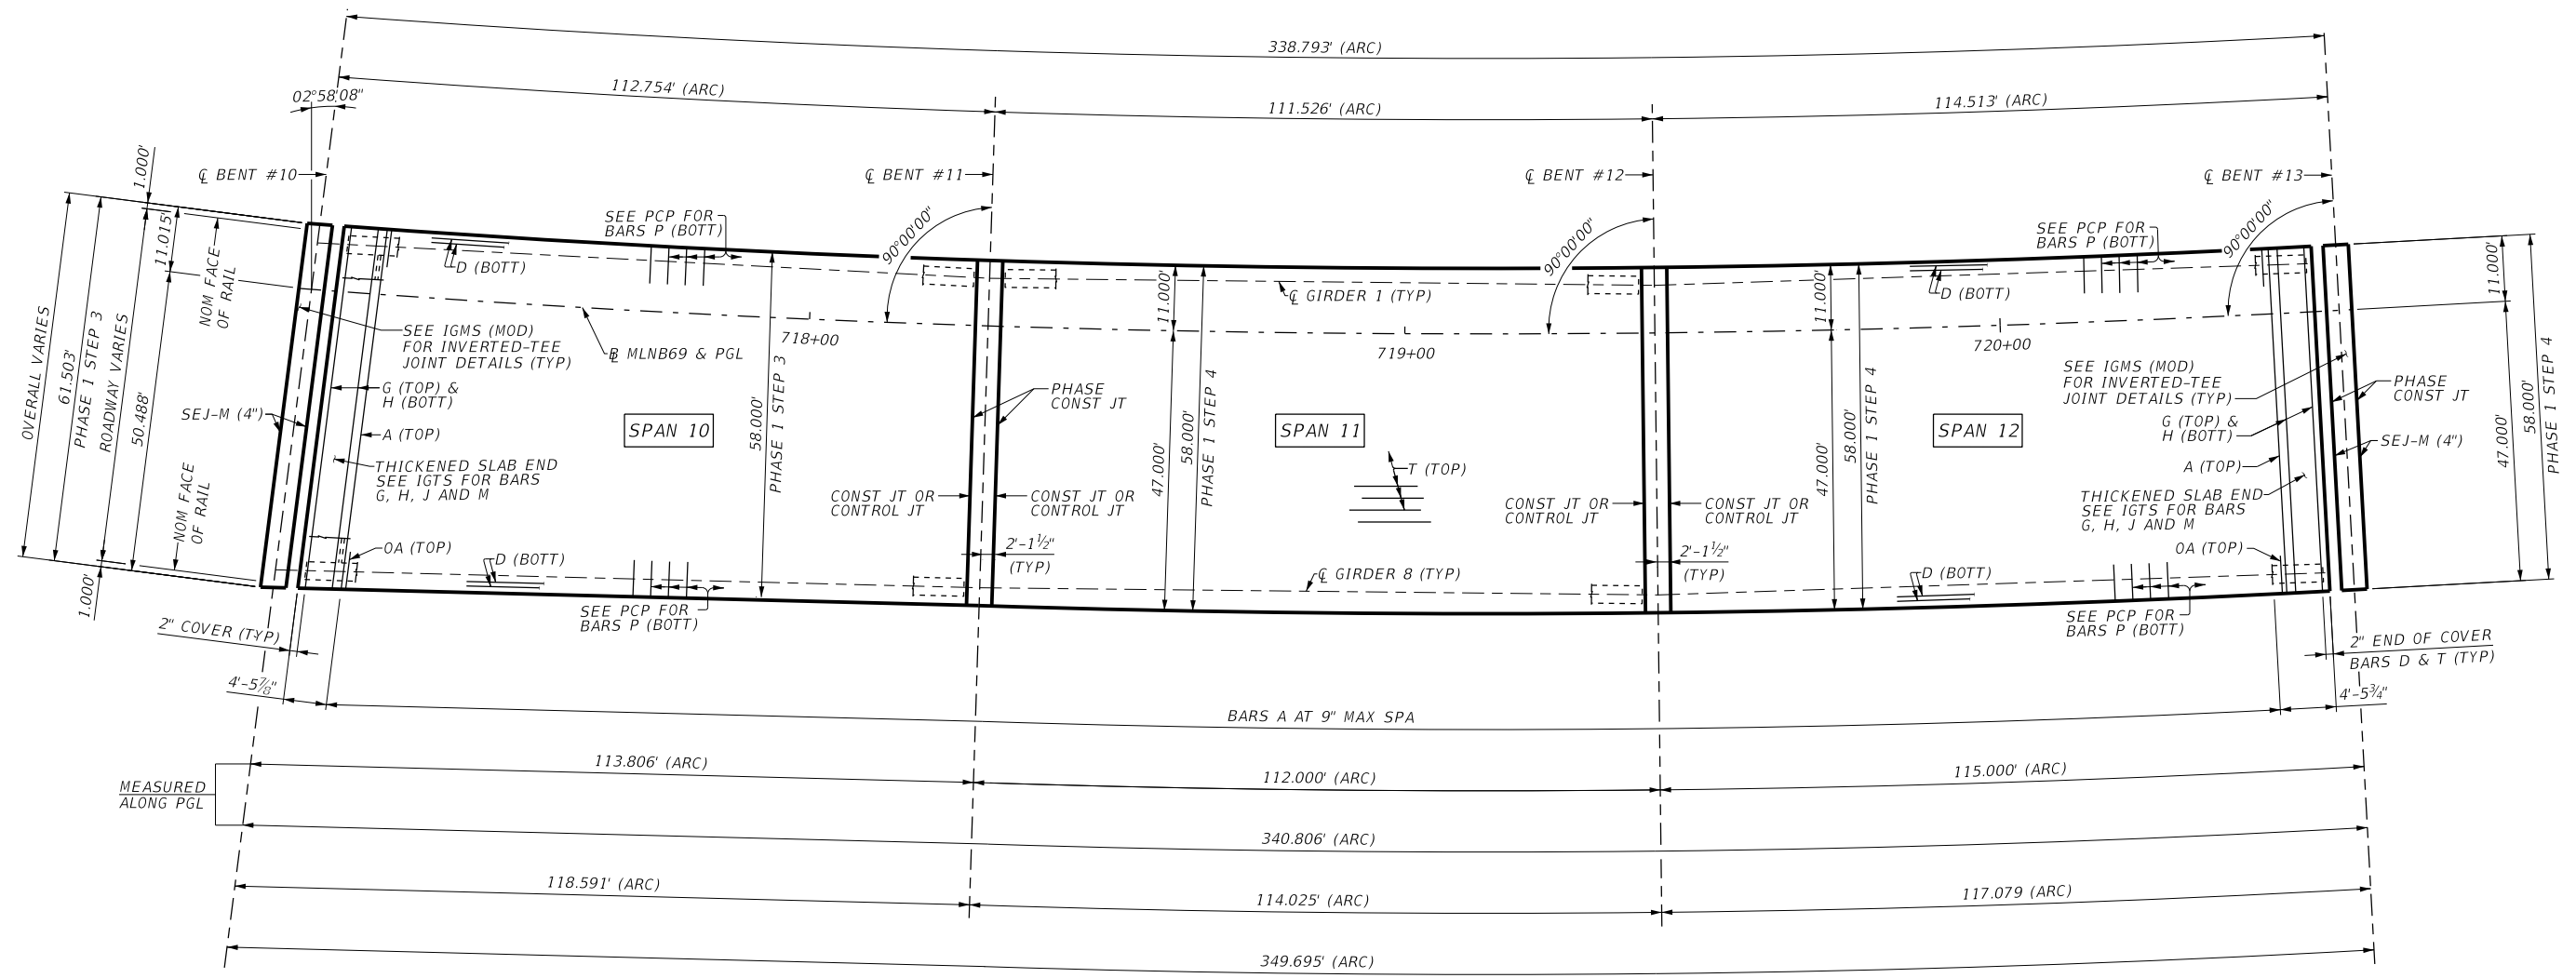 338.793' (ARC)
112.754' (ARC)
111.526' (ARC)
114.513' (ARC)
02°58'08"
℄ BENT #10
℄ BENT #11
℄ BENT #12
℄ BENT #13
1.000'
11.015'
NOM FACE
OF RAIL
OVERALL VARIES
61.503'
PHASE 1 STEP 3
ROADWAY VARIES
50.488'
NOM FACE
OF RAIL
1.000'
SEE PCP FOR
BARS P (BOTT)
D (BOTT)
90°00'00"
90°00'00"
SEE PCP FOR
BARS P (BOTT)
90°00'00"
D (BOTT)
11.000'
11.000'
11.000'
℄ GIRDER 1 (TYP)
SEE IGMS (MOD)
FOR INVERTED-TEE
JOINT DETAILS (TYP)
718+00
719+00
720+00
B MLNB69 & PGL
G (TOP) &
H (BOTT)
SEJ-M (4")
A (TOP)
THICKENED SLAB END
SEE IGTS FOR BARS
G, H, J AND M
SPAN 10
58.000'
PHASE 1 STEP 3
PHASE
CONST JT
SPAN 11
47.000'
58.000'
PHASE 1 STEP 4
T (TOP)
CONST JT OR
CONTROL JT
CONST JT OR
CONTROL JT
CONST JT OR
CONTROL JT
CONST JT OR
CONTROL JT
47.000'
58.000'
PHASE 1 STEP 4
SPAN 12
SEE IGMS (MOD)
FOR INVERTED-TEE
JOINT DETAILS (TYP)
G (TOP) &
H (BOTT)
PHASE
CONST JT
SEJ-M (4")
A (TOP)
THICKENED SLAB END
SEE IGTS FOR BARS
G, H, J AND M
OA (TOP)
47.000'
58.000'
PHASE 1 STEP 4
OA (TOP)
D (BOTT)
2'-1½"
(TYP)
2'-1½"
(TYP)
℄ GIRDER 8 (TYP)
D (BOTT)
SEE PCP FOR
BARS P (BOTT)
SEE PCP FOR
BARS P (BOTT)
2" COVER (TYP)
4'-5⅞"
2" END OF COVER
BARS D & T (TYP)
4'-5¾"
BARS A AT 9" MAX SPA
MEASURED
ALONG PGL
113.806' (ARC)
112.000' (ARC)
115.000' (ARC)
340.806' (ARC)
118.591' (ARC)
114.025' (ARC)
117.079 (ARC)
349.695' (ARC)